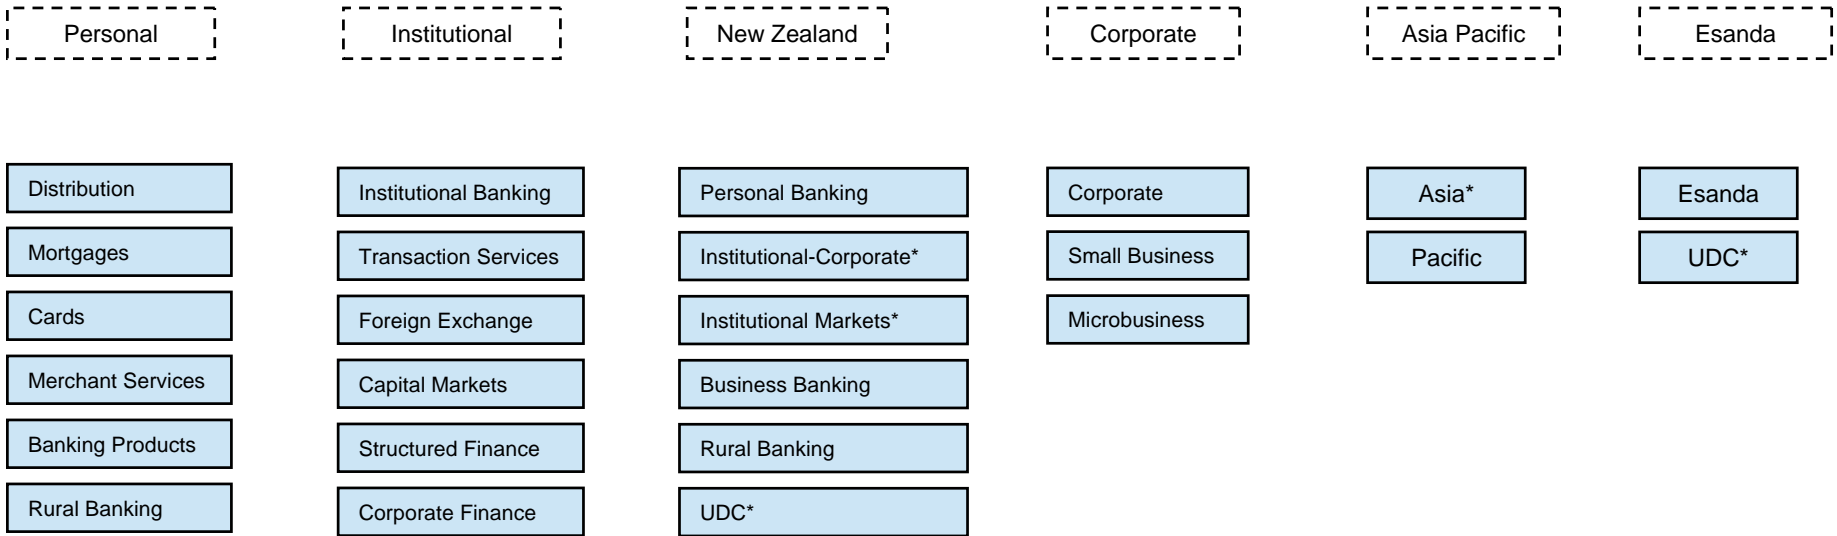 Personal
Institutional
New Zealand
Corporate
Asia Pacific
Esanda
Distribution
Mortgages
Cards
Merchant Services
Banking Products
Rural Banking
Institutional Banking
Transaction Services
Foreign Exchange
Capital Markets
Structured Finance
Corporate Finance
Personal Banking
Institutional-Corporate*
Institutional Markets*
Business Banking
Rural Banking
UDC*
Corporate
Small Business
Microbusiness
Asia*
Pacific
Esanda
UDC*